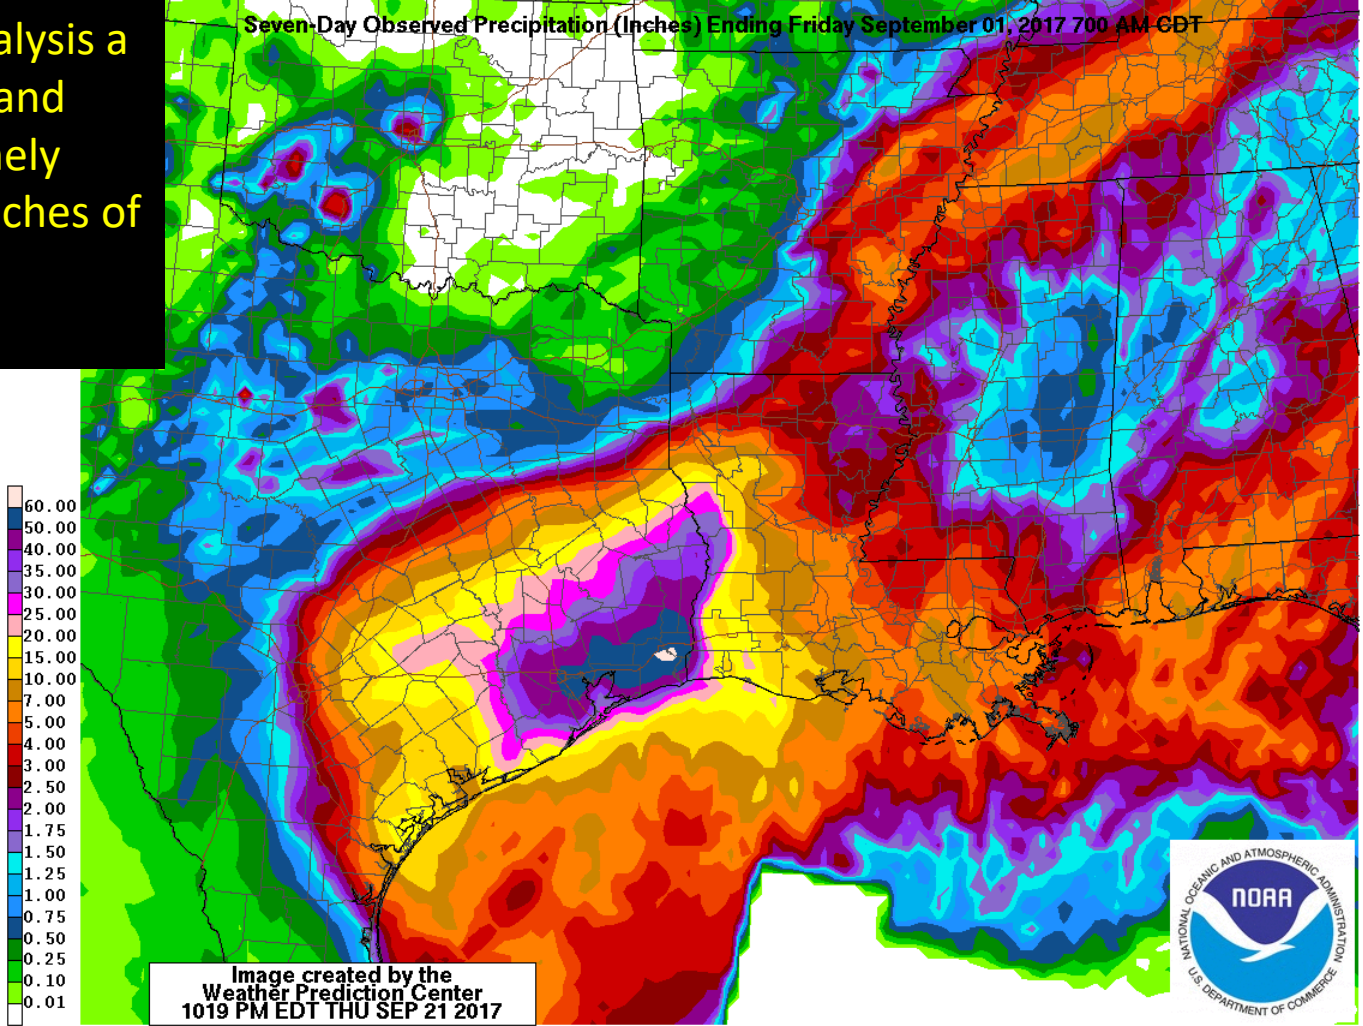 alysis a
and
ely
ches of
Seven-Day Observed Precipitation (Inches) Ending Friday September 01, 2017 700 AM CDT
60.00
50.00
40.00
35.00
30.00
25.00
20.00
15.00
10.00
7.00
5.00
4.00
3.00
2.50
2.00
1.75
1.50
1.25
1.00
0.75
0.50
0.25
0.10
0.01
Image created by the
Weather Prediction Center
1019 PM EDT THU SEP 21 2017
NATIONAL OCEANIC AND ATMOSPHERIC ADMINISTRATION
NOAA
U.S. DEPARTMENT OF COMMERCE